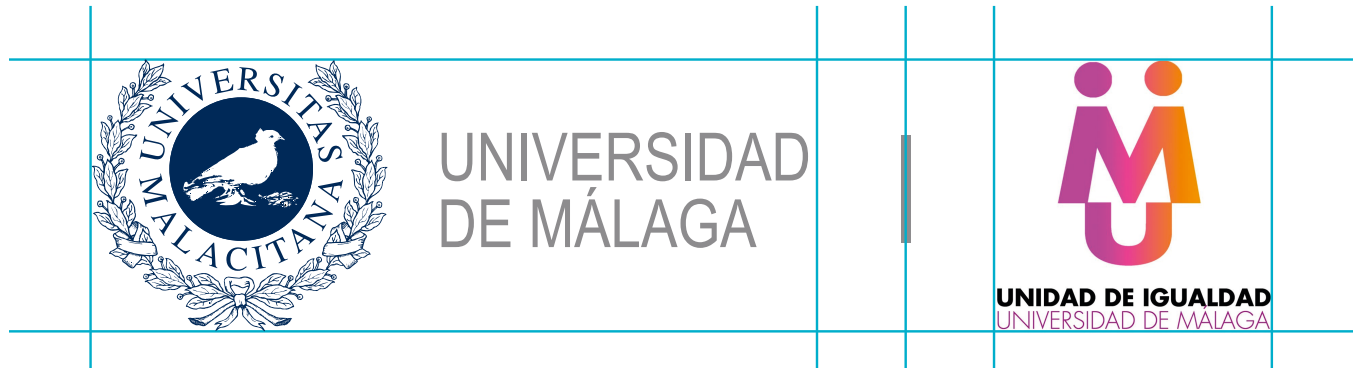 UNIVERSITAS MALACITANA
UNIVERSIDAD
DE MÁLAGA
UNIDAD DE IGUALDAD
UNIVERSIDAD DE MÁLAGA